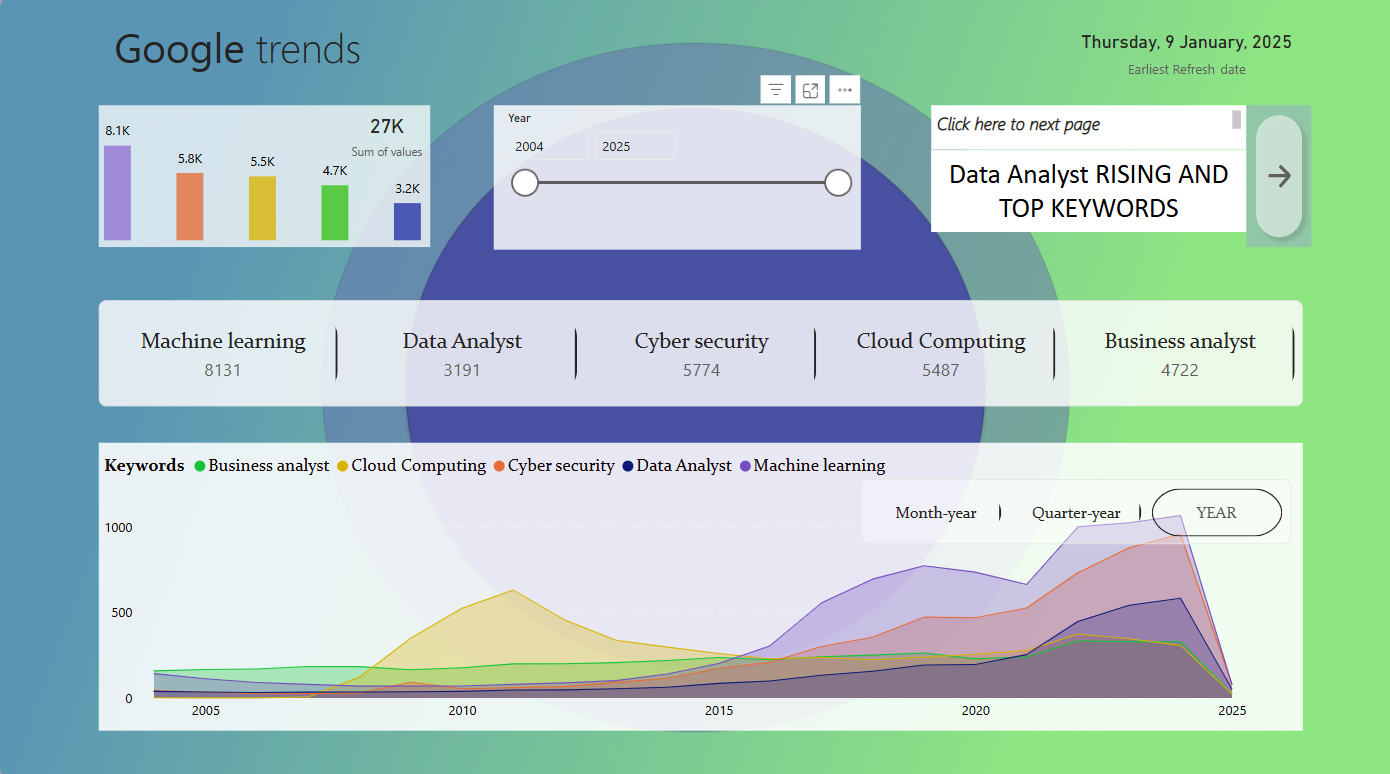 Google trends
Thursday, 9 January, 2025
Earliest Refresh date
8.1K
5.8K
5.5K
4.7K
3.2K
27K
Sum of values
Year
2004 2025
Click here to next page
Data Analyst RISING AND
TOP KEYWORDS
Machine learning
8131
Data Analyst
3191
Cyber security
5774
Cloud Computing
5487
Business analyst
4722
Keywords Business analyst Cloud Computing Cyber security Data Analyst Machine learning
Month-year Quarter-year YEAR
1000
500
0
2005 2010 2015 2020 2025